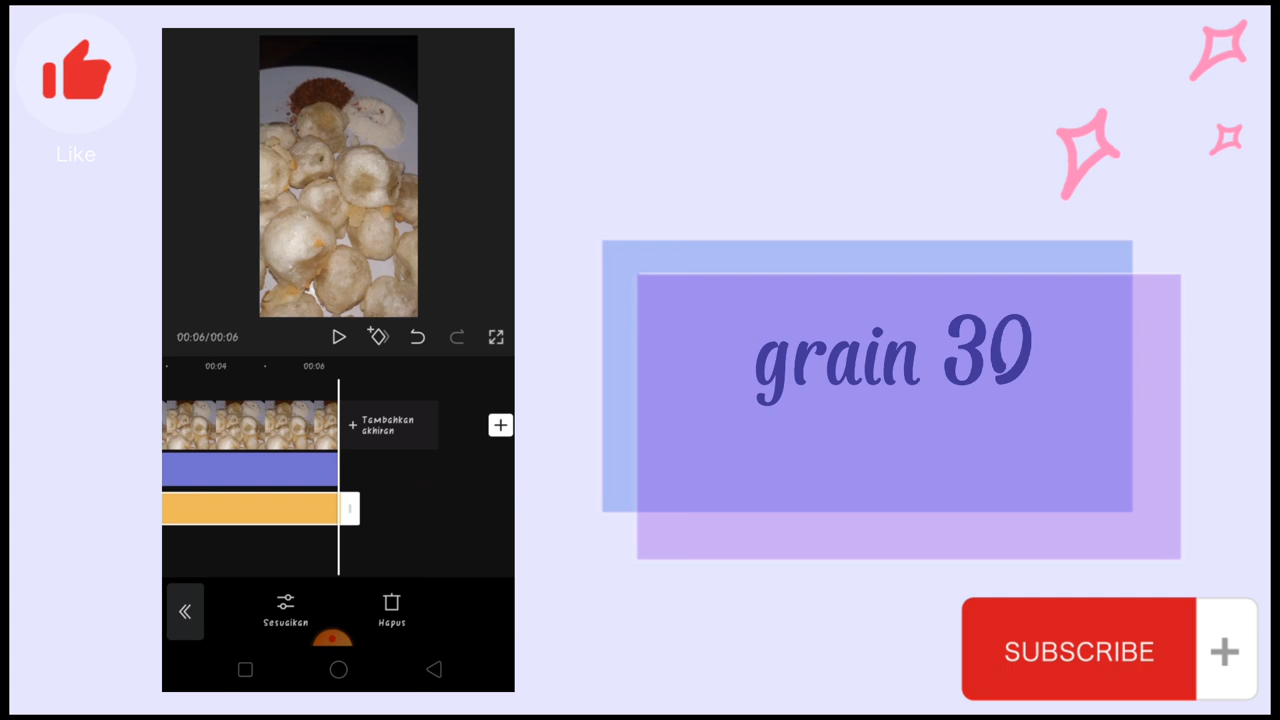 Like
00:06/00:06
00:04
00:06
+ Tambahkan
akhiran
Sesuaikan
Hapus
grain 30
SUBSCRIBE